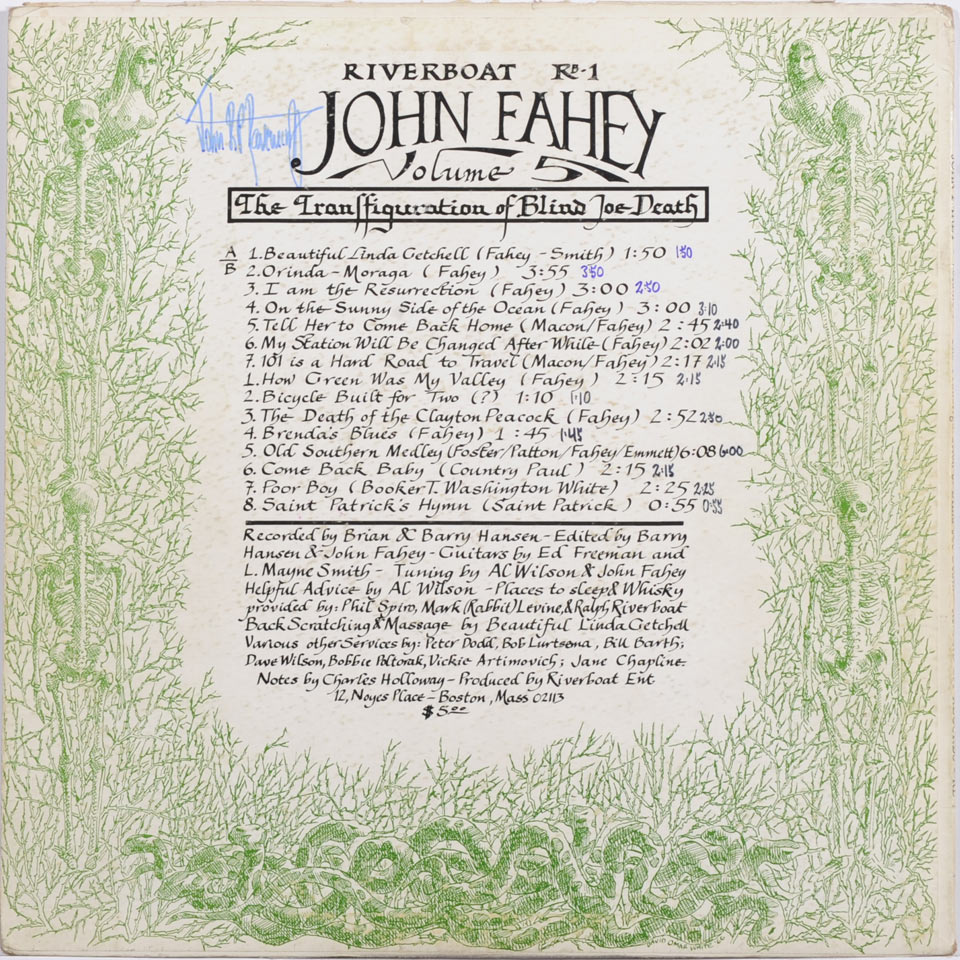 RIVERBOAT RB-1
JOHN FAHEY
Volume 5
The Transffiguration of Blind Joe Death
A
B
1. Beautiful Linda Getchell (Fahey - Smith) 1:50 1:50
2. Orinda - Moraga (Fahey) 3:55 3:50
3. I am the Resurrection (Fahey) 3:00 2:50
4. On the Sunny Side of the Ocean (Fahey) 3:00 3:10
5. Tell Her to Come Back Home (Macon/Fahey) 2:45 2:40
6. My Station Will Be Changed After While (Fahey) 2:02 2:00
7. 101 is a Hard Road to Travel (Macon/Fahey) 2:17 2:15
1. How Green Was My Valley (Fahey) 2:15 2:15
2. Bicycle Built for Two (?) 1:10 1:10
3. The Death of the Clayton Peacock (Fahey) 2:52 2:50
4. Brenda's Blues (Fahey) 1:45 1:45
5. Old Southern Medley (Foster/Patton/Fahey/Emmett) 6:08 6:00
6. Come Back Baby (Country Paul) 2:15 2:15
7. Poor Boy (Booker T. Washington White) 2:25 2:25
8. Saint Patrick's Hymn (Saint Patrick) 0:55 0:55
Recorded by Brian & Barry Hansen - Edited by Barry
Hansen & John Fahey - Guitars by Ed Freeman and
L. Mayne Smith - Tuning by Al Wilson & John Fahey
Helpful Advice by Al Wilson - Places to sleep & Whisky
provided by: Phil Spiro, Mark (Rabbit) Levine, & Ralph Riverboat
Back Scratching & Massage by Beautiful Linda Getchell
Various other Services by: Peter Dodd, Bob Lurtsema, Bill Barth;
Dave Wilson, Bobbie Poltorak, Vickie Artimovich; Jane Chapline
Notes by Charles Holloway - Produced by Riverboat Ent
12, Noyes Place - Boston, Mass 02113
$5.00